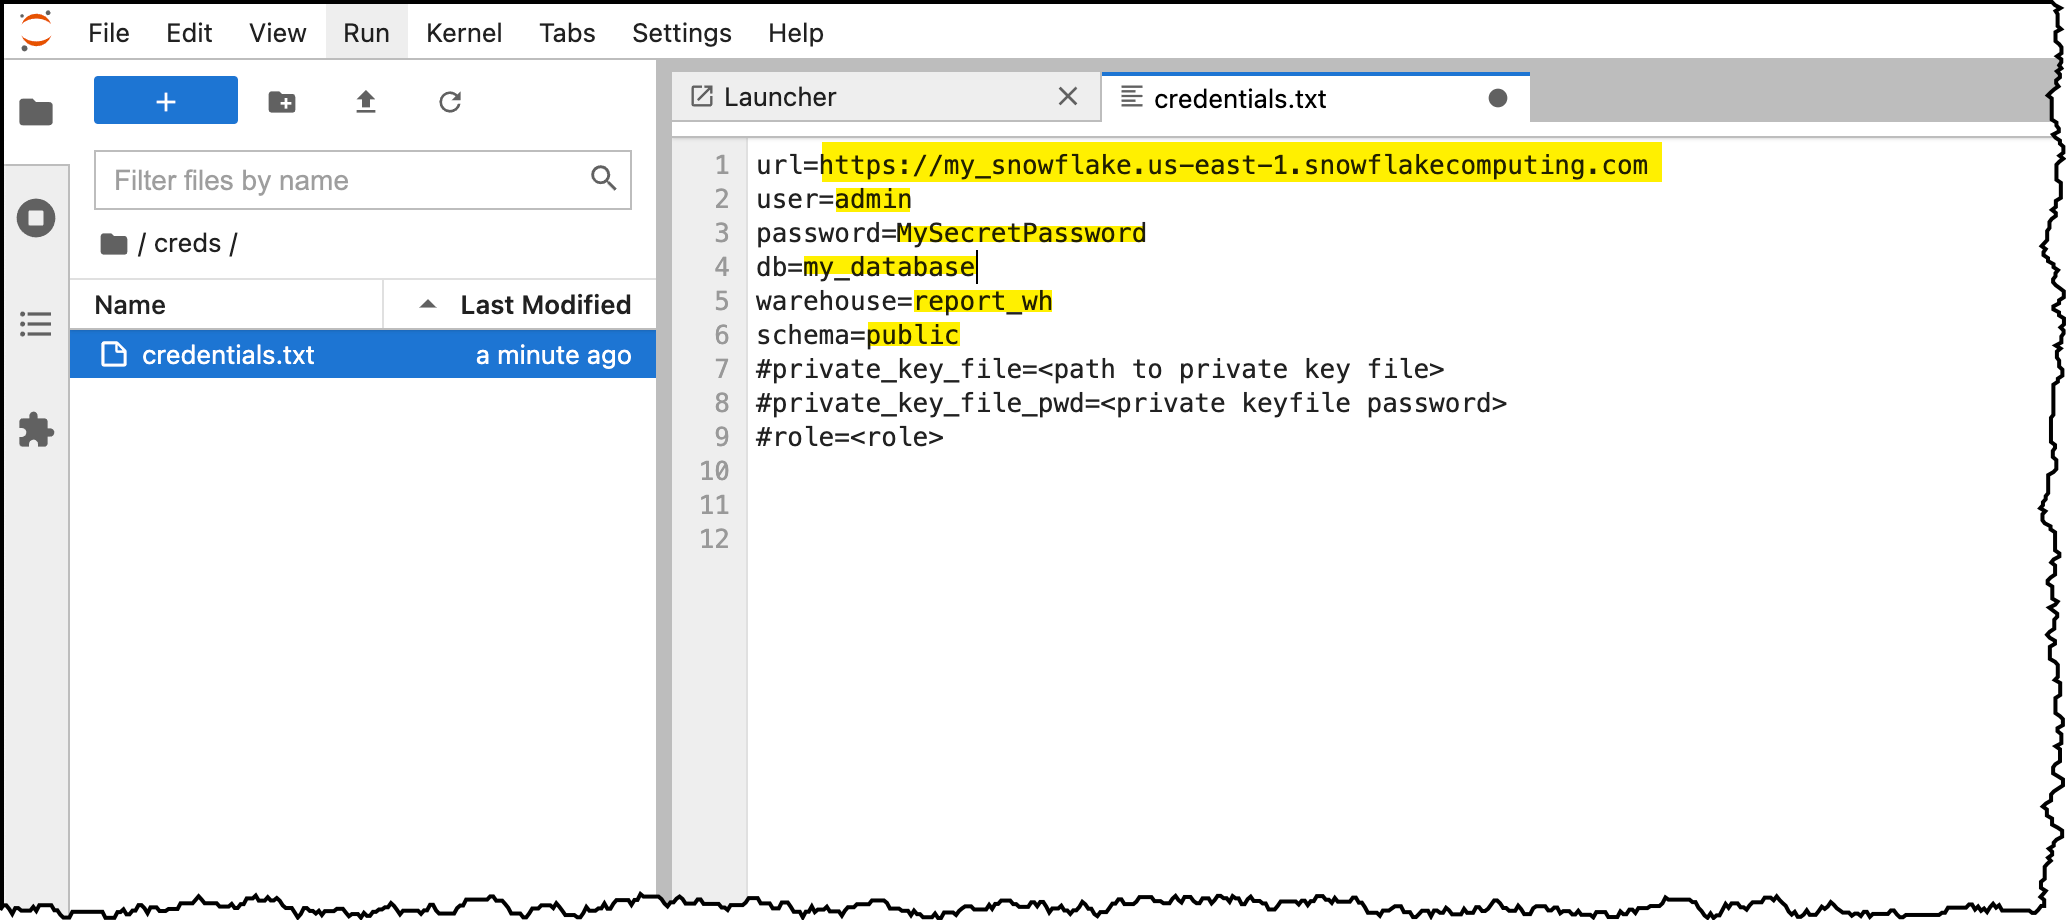 File Edit View Run Kernel Tabs Settings Help
+
Filter files by name
/ creds /
Name Last Modified
credentials.txt a minute ago
Launcher credentials.txt
1 url=https://my_snowflake.us-east-1.snowflakecomputing.com
2 user=admin
3 password=MySecretPassword
4 db=my_database
5 warehouse=report_wh
6 schema=public
7 #private_key_file=<path to private key file>
8 #private_key_file_pwd=<private keyfile password>
9 #role=<role>
10
11
12